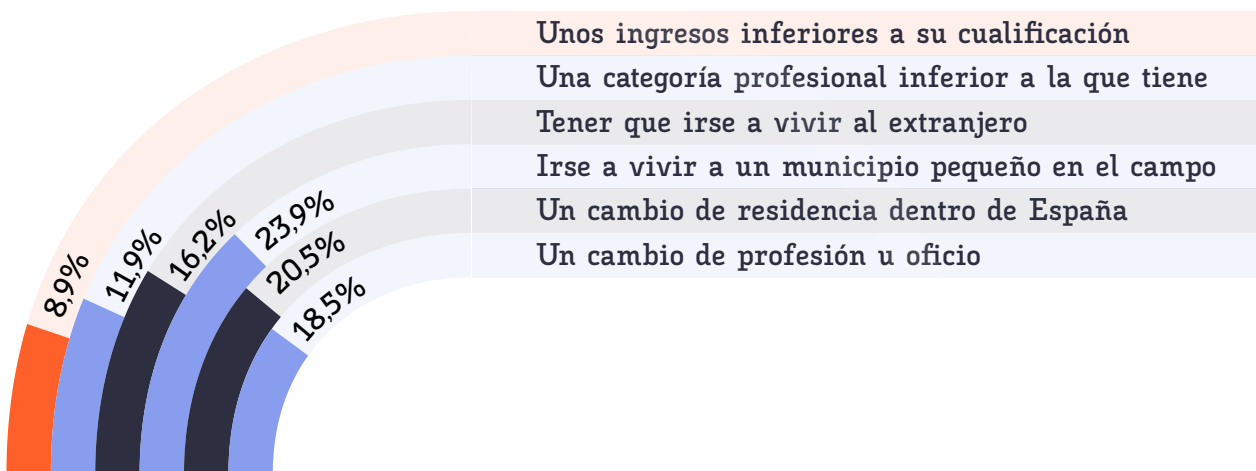 Unos ingresos inferiores a su cualificación
Una categoría profesional inferior a la que tiene
Tener que irse a vivir al extranjero
Irse a vivir a un municipio pequeño en el campo
Un cambio de residencia dentro de España
Un cambio de profesión u oficio
8,9%
11,9%
16,2%
23,9%
20,5%
18,5%